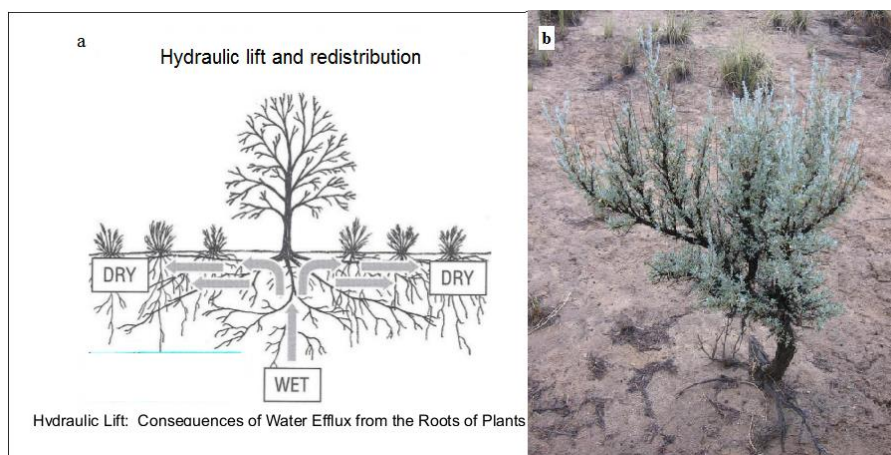 a
Hydraulic lift and redistribution
DRY
DRY
WET
Hydraulic Lift: Consequences of Water Efflux from the Roots of Plants
b